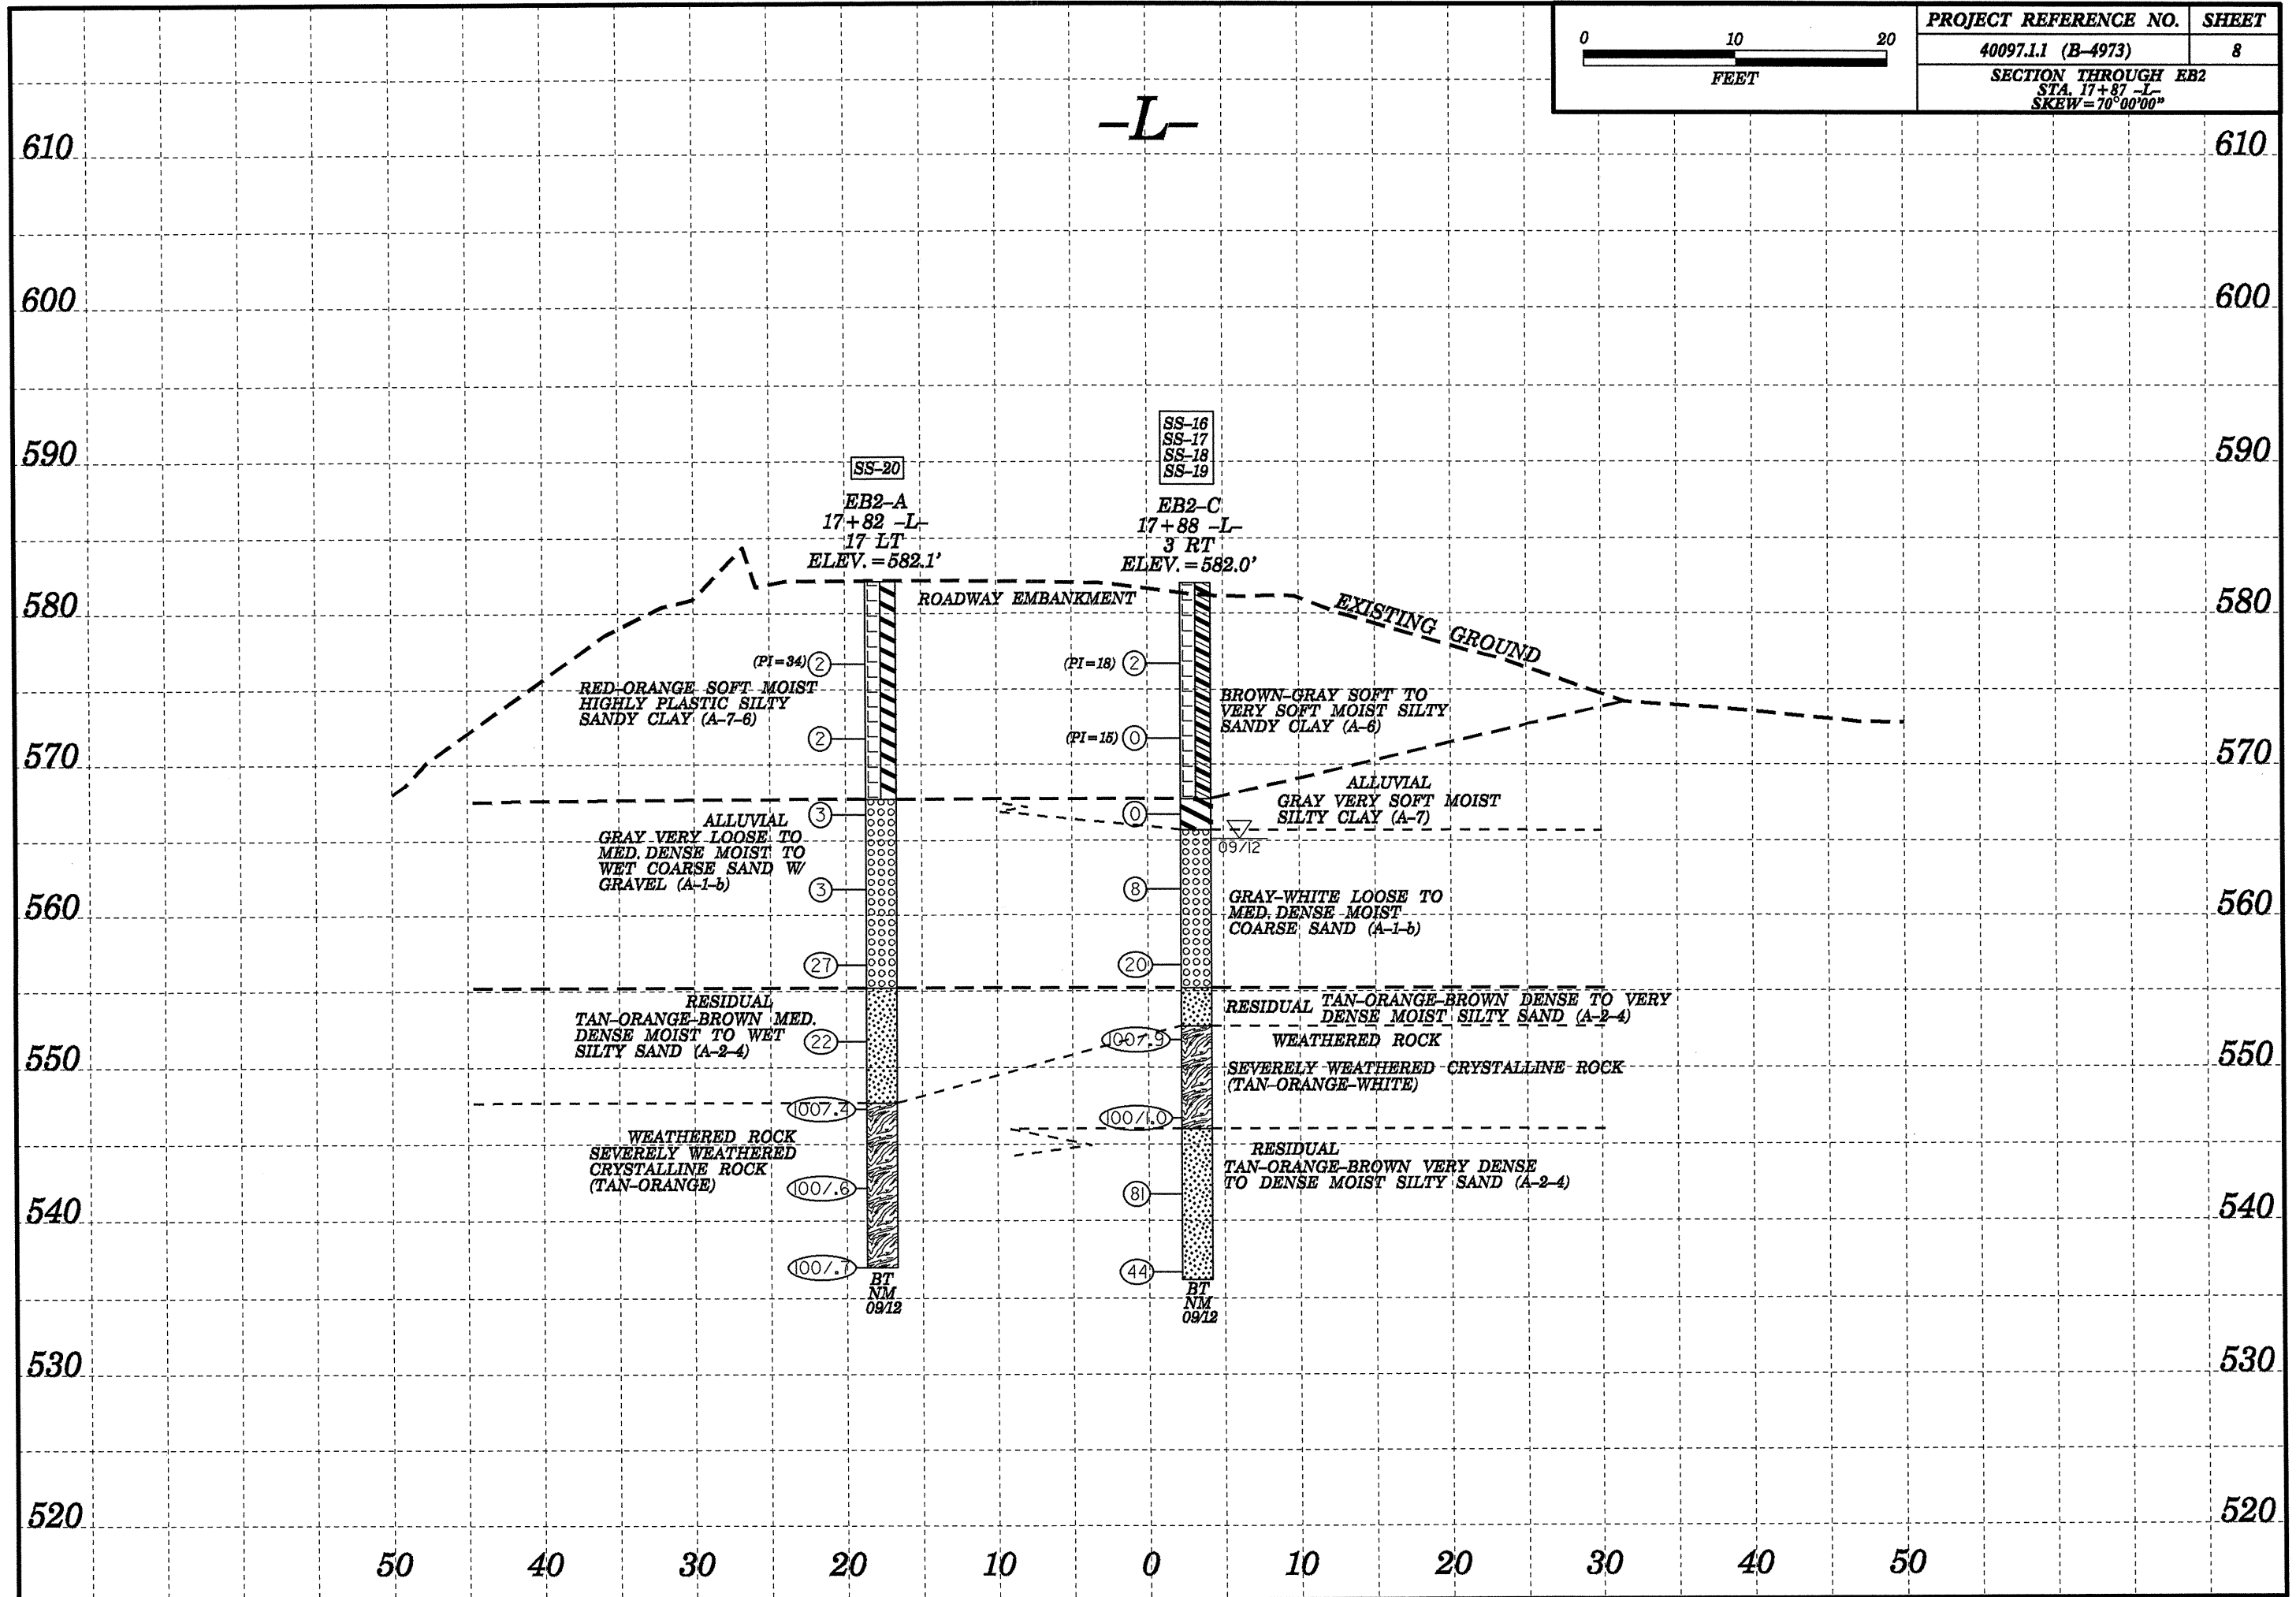 0 10 20
FEET
PROJECT REFERENCE NO. SHEET
40097.1.1 (B-4973) 8
SECTION THROUGH EB2
STA. 17+87 -L-
SKEW=70°00'00"
-L-
610 610
600 600
590 590
580 580
570 570
560 560
550 550
540 540
530 530
520 520
SS-20
EB2-A
17+82 -L-
17 LT
ELEV.=582.1'
SS-16
SS-17
SS-18
SS-19
EB2-C
17+88 -L-
3 RT
ELEV.=582.0'
ROADWAY EMBANKMENT
EXISTING GROUND
(PI=34) 2
RED-ORANGE SOFT MOIST
HIGHLY PLASTIC SILTY
SANDY CLAY (A-7-6)
2
3
ALLUVIAL
GRAY VERY LOOSE TO
MED. DENSE MOIST TO
WET COARSE SAND W/
GRAVEL (A-1-b)
3
27
RESIDUAL
TAN-ORANGE-BROWN MED.
DENSE MOIST TO WET
SILTY SAND (A-2-4)
22
100/.4
WEATHERED ROCK
SEVERELY WEATHERED
CRYSTALLINE ROCK
(TAN-ORANGE)
100/.6
100/.7
BT
NM
09/12
(PI=18) 2
BROWN-GRAY SOFT TO
VERY SOFT MOIST SILTY
SANDY CLAY (A-6)
(PI=15) 0
ALLUVIAL
GRAY VERY SOFT MOIST
SILTY CLAY (A-7)
0
09/12
8
GRAY-WHITE LOOSE TO
MED. DENSE MOIST
COARSE SAND (A-1-b)
20
RESIDUAL TAN-ORANGE-BROWN DENSE TO VERY
DENSE MOIST SILTY SAND (A-2-4)
100/.9
WEATHERED ROCK
SEVERELY WEATHERED CRYSTALLINE ROCK
(TAN-ORANGE-WHITE)
100/1.0
RESIDUAL
TAN-ORANGE-BROWN VERY DENSE
TO DENSE MOIST SILTY SAND (A-2-4)
81
44
BT
NM
09/12
50 40 30 20 10 0 10 20 30 40 50